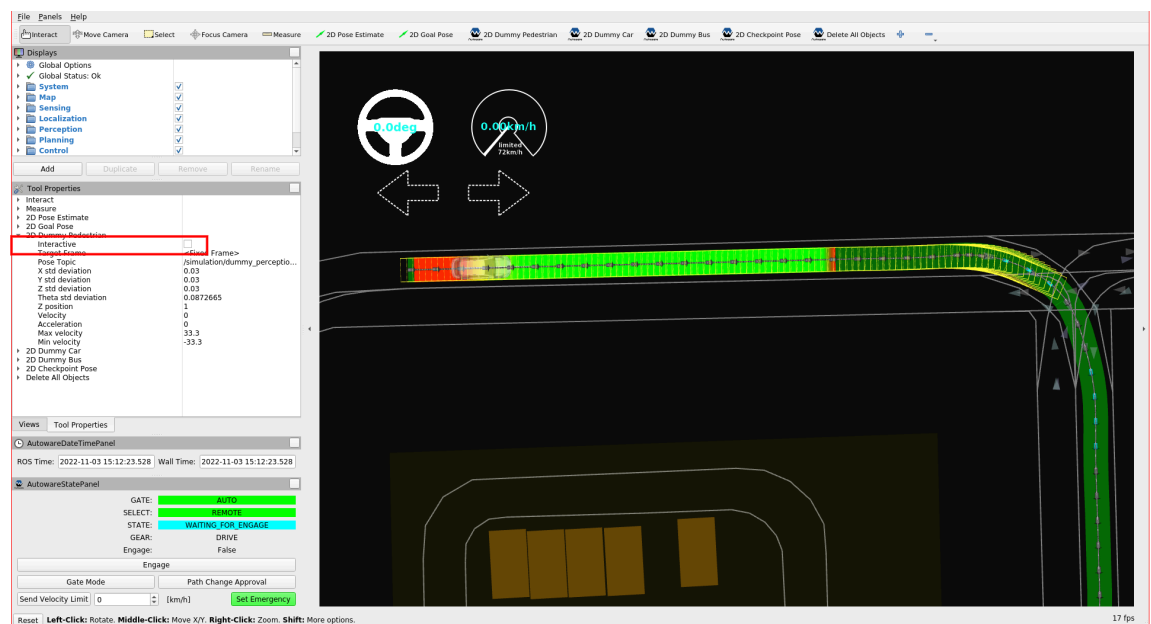 File Panels Help
Interact Move Camera Select Focus Camera Measure 2D Pose Estimate 2D Goal Pose 2D Dummy Pedestrian 2D Dummy Car 2D Dummy Bus 2D Checkpoint Pose Delete All Objects
Displays
Global Options
Global Status: Ok
System
Map
Sensing
Localization
Perception
Planning
Control
Add Duplicate Remove Rename
Tool Properties
Interact
Measure
2D Pose Estimate
2D Goal Pose
2D Dummy Pedestrian
Interactive
Target Frame <Fixed Frame>
Pose Topic /simulation/dummy_perceptio...
X std deviation 0.03
Y std deviation 0.03
Z std deviation 0.03
Theta std deviation 0.0872665
Z position 1
Velocity 0
Acceleration 0
Max velocity 33.3
Min velocity -33.3
2D Dummy Car
2D Dummy Bus
2D Checkpoint Pose
Delete All Objects
Views Tool Properties
AutowareDateTimePanel
ROS Time: 2022-11-03 15:12:23.528 Wall Time: 2022-11-03 15:12:23.528
AutowareStatePanel
GATE: AUTO
SELECT: REMOTE
STATE: WAITING_FOR_ENGAGE
GEAR: DRIVE
Engage: False
Engage
Gate Mode Path Change Approval
Send Velocity Limit 0 [km/h] Set Emergency
Reset Left-Click: Rotate. Middle-Click: Move X/Y. Right-Click: Zoom. Shift: More options. 17 fps
0.0deg
0.00km/h
limited
72km/h